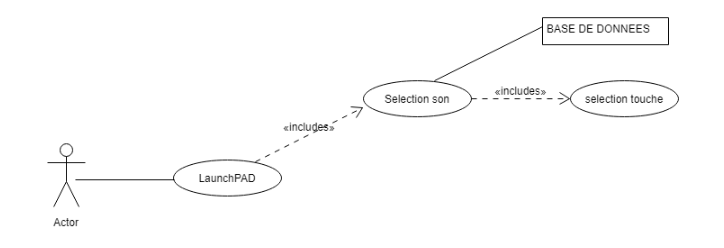 BASE DE DONNEES
Selection son
«includes»
selection touche
«includes»
LaunchPAD
Actor